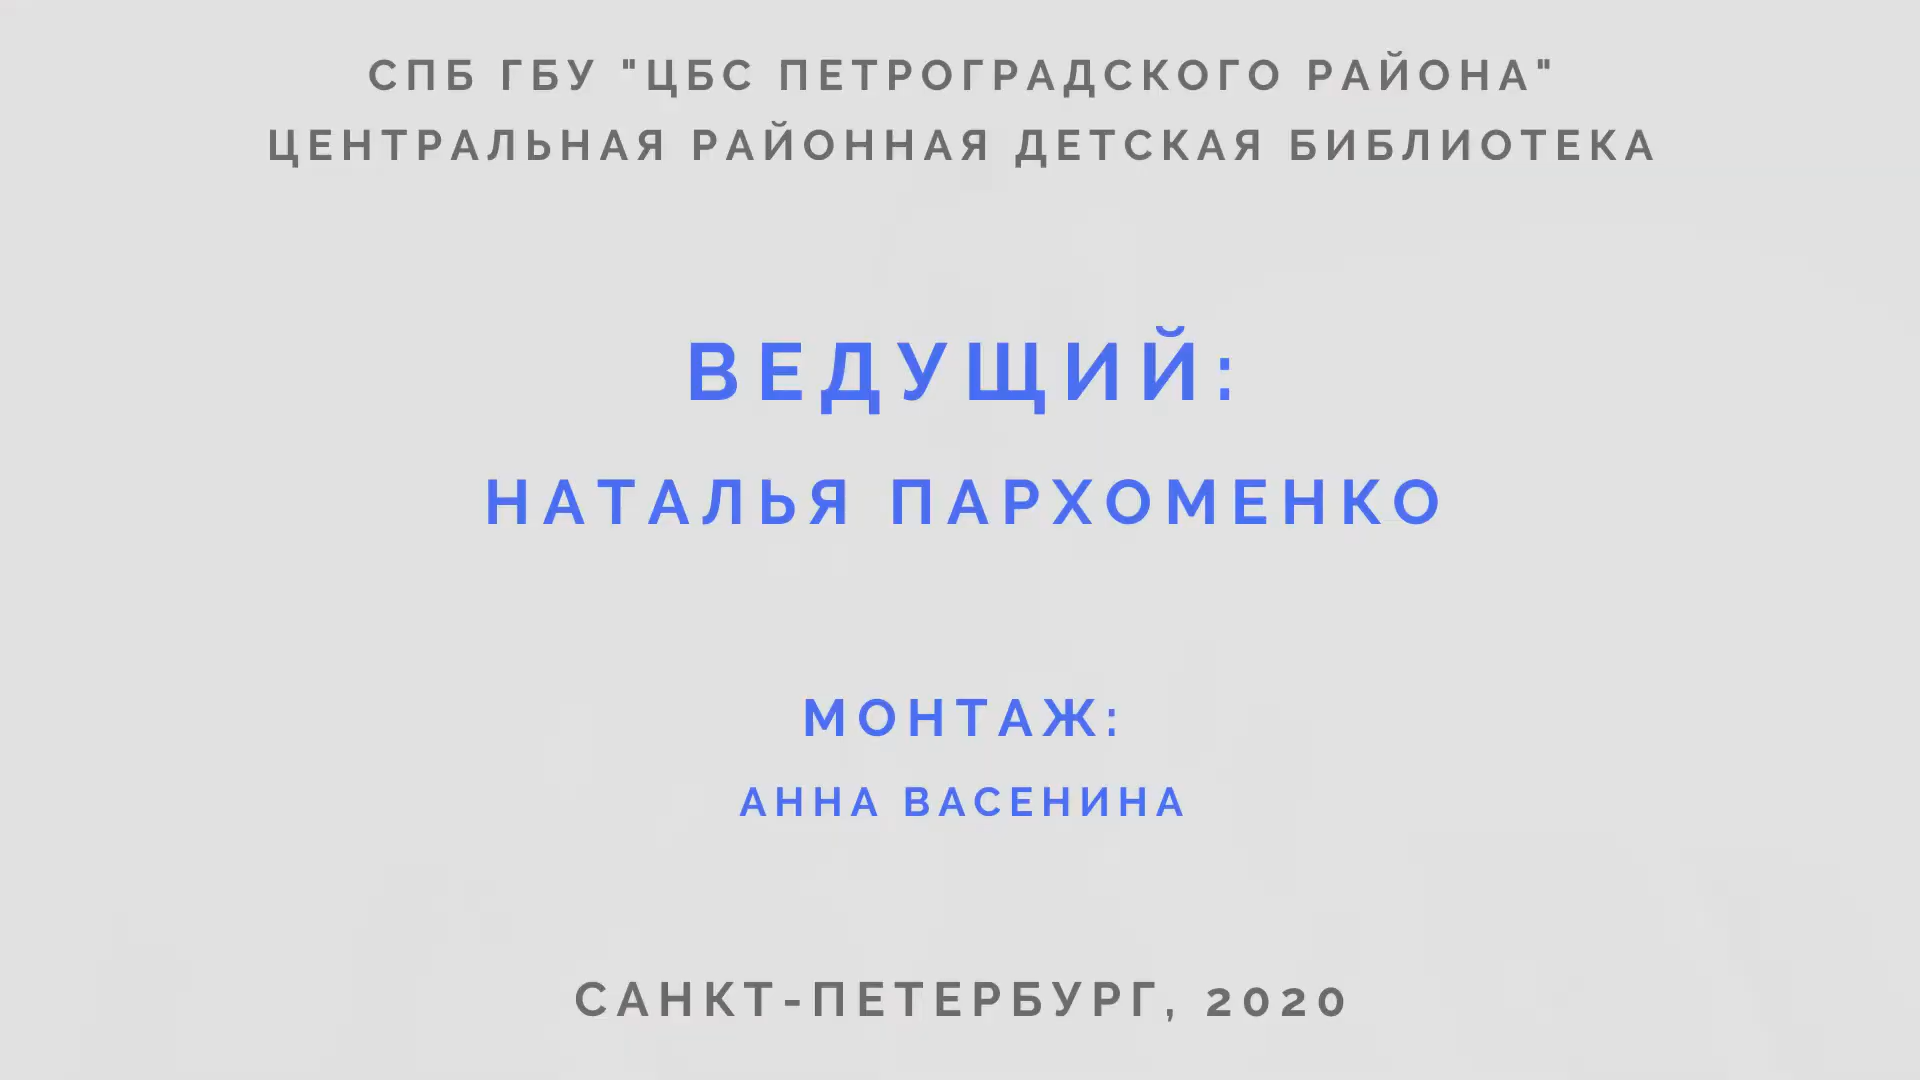 СПБ ГБУ "ЦБС ПЕТРОГРАДСКОГО РАЙОНА"
ЦЕНТРАЛЬНАЯ РАЙОННАЯ ДЕТСКАЯ БИБЛИОТЕКА
ВЕДУЩИЙ:
НАТАЛЬЯ ПАРХОМЕНКО
МОНТАЖ:
АННА ВАСЕНИНА
САНКТ-ПЕТЕРБУРГ, 2020